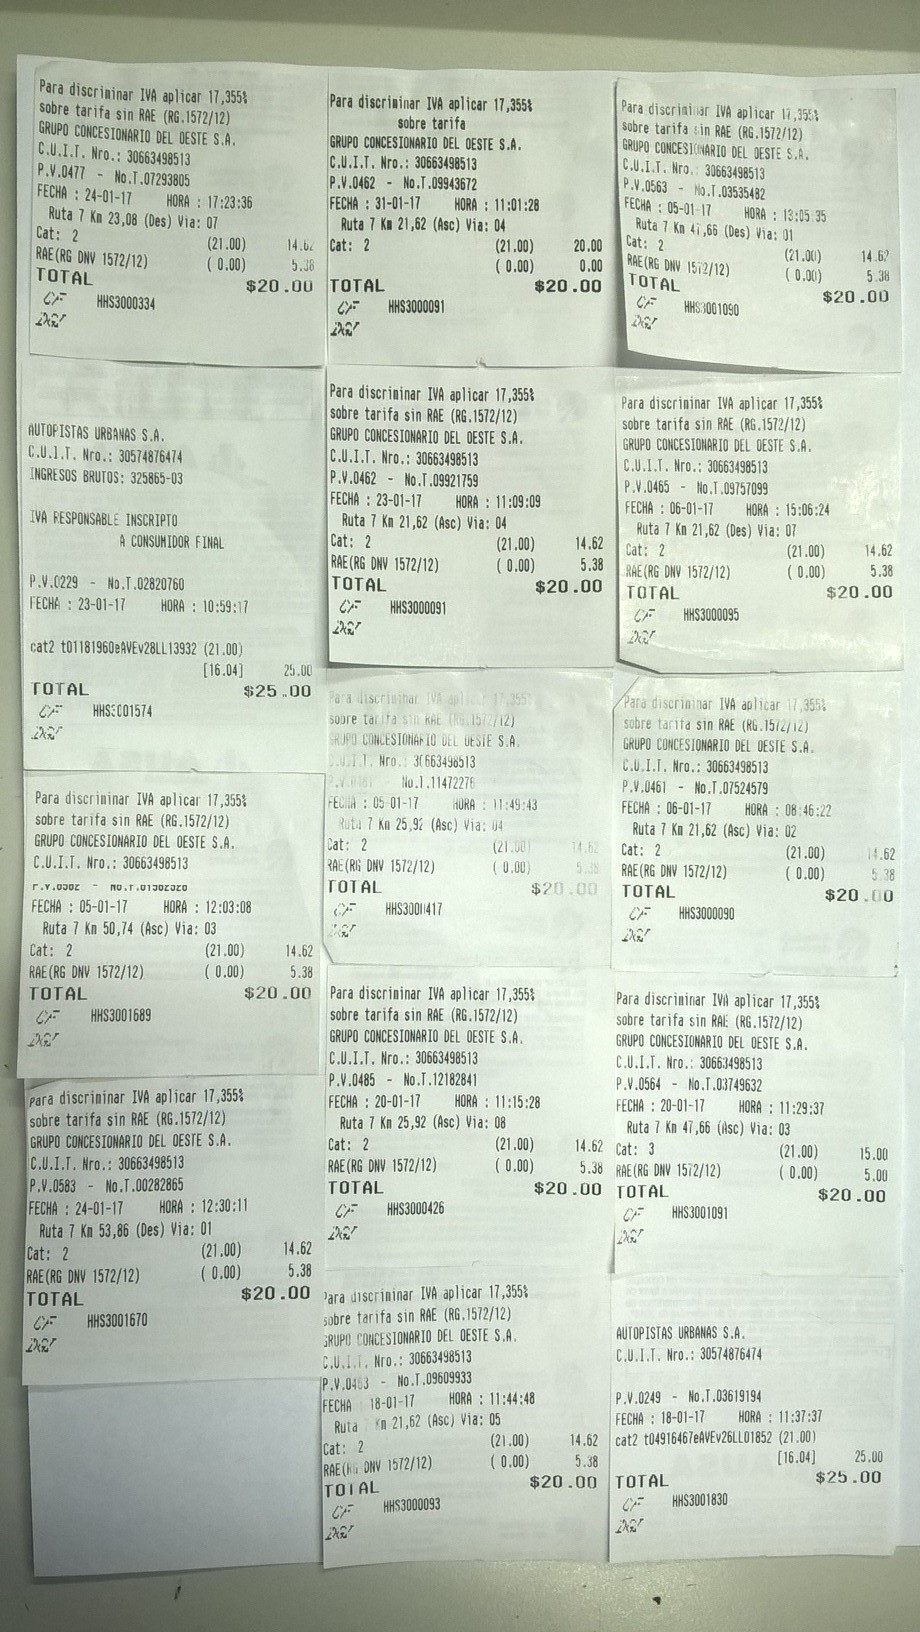 Para discriminar IVA aplicar 17,355%
sobre tarifa sin RAE (RG.1572/12)
GRUPO CONCESIONARIO DEL OESTE S.A.
C.U.I.T. Nro.: 30663498513
P.V.0477 - No.T.07293805
FECHA : 24-01-17 HORA : 17:23:36
Ruta 7 Km 23,08 (Des) Via: 07
Cat: 2 (21.00) 14.62
RAE(RG DNV 1572/12) ( 0.00) 5.38
TOTAL $20.00
CF HHS3000334
DGI
Para discriminar IVA aplicar 17,355%
sobre tarifa
GRUPO CONCESIONARIO DEL OESTE S.A.
C.U.I.T. Nro.: 30663498513
P.V.0462 - No.T.09943672
FECHA : 31-01-17 HORA : 11:01:28
Ruta 7 Km 21,62 (Asc) Via: 04
Cat: 2 (21.00) 20.00
( 0.00) 0.00
TOTAL $20.00
CF HHS3000091
DGI
Para discriminar IVA aplicar 17,355%
sobre tarifa sin RAE (RG.1572/12)
GRUPO CONCESIONARIO DEL OESTE S.A.
C.U.I.T. Nro.: 30663498513
P.V.0563 - No.T.03535482
FECHA : 05-01-17 HORA : 13:05:35
Ruta 7 Km 47,66 (Des) Via: 01
Cat: 2 (21.00) 14.62
RAE(RG DNV 1572/12) ( 0.00) 5.38
TOTAL $20.00
CF HHS3001090
DGI
AUTOPISTAS URBANAS S.A.
C.U.I.T. Nro.: 30574876474
INGRESOS BRUTOS: 325865-03
IVA RESPONSABLE INSCRIPTO
A CONSUMIDOR FINAL
P.V.0229 - No.T.02820760
FECHA : 23-01-17 HORA : 10:59:17
cat2 t01181960eAVEv28LL13932 (21.00)
[16.04] 25.00
TOTAL $25.00
CF HHS3001574
DGI
Para discriminar IVA aplicar 17,355%
sobre tarifa sin RAE (RG.1572/12)
GRUPO CONCESIONARIO DEL OESTE S.A.
C.U.I.T. Nro.: 30663498513
P.V.0462 - No.T.09921759
FECHA : 23-01-17 HORA : 11:09:09
Ruta 7 Km 21,62 (Asc) Via: 04
Cat: 2 (21.00) 14.62
RAE(RG DNV 1572/12) ( 0.00) 5.38
TOTAL $20.00
CF HHS3000091
DGI
Para discriminar IVA aplicar 17,355%
sobre tarifa sin RAE (RG.1572/12)
GRUPO CONCESIONARIO DEL OESTE S.A.
C.U.I.T. Nro.: 30663498513
P.V.0465 - No.T.09757099
FECHA : 06-01-17 HORA : 15:06:24
Ruta 7 Km 21,62 (Des) Via: 07
Cat: 2 (21.00) 14.62
RAE(RG DNV 1572/12) ( 0.00) 5.38
TOTAL $20.00
CF HHS3000095
DGI
Para discriminar IVA aplicar 17,355%
sobre tarifa sin RAE (RG.1572/12)
GRUPO CONCESIONARIO DEL OESTE S.A.
C.U.I.T. Nro.: 30663498513
No.T.11472276
FECHA : 05-01-17 HORA : 11:49:43
Ruta 7 Km 25,92 (Asc) Via: 04
Cat: 2 (21.00) 14.62
RAE(RG DNV 1572/12) ( 0.00) 5.38
TOTAL $20.00
CF
DGI
Para discriminar IVA aplicar 17,355%
sobre tarifa sin RAE (RG.1572/12)
GRUPO CONCESIONARIO DEL OESTE S.A.
C.U.I.T. Nro.: 30663498513
P.V.0461 - No.T.07524579
FECHA : 06-01-17 HORA : 08:46:22
Ruta 7 Km 21,62 (Asc) Via: 02
Cat: 2 (21.00) 14.62
RAE(RG DNV 1572/12) ( 0.00) 5.38
TOTAL $20.00
CF HHS3000090
DGI
Para discriminar IVA aplicar 17,355%
sobre tarifa sin RAE (RG.1572/12)
GRUPO CONCESIONARIO DEL OESTE S.A.
C.U.I.T. Nro.: 30663498513
FECHA : 05-01-17 HORA : 12:03:08
Ruta 7 Km 50,74 (Asc) Via: 03
Cat: 2 (21.00) 14.62
RAE(RG DNV 1572/12) ( 0.00) 5.38
TOTAL $20.00
CF HHS3001689
DGI
Para discriminar IVA aplicar 17,355%
sobre tarifa sin RAE (RG.1572/12)
GRUPO CONCESIONARIO DEL OESTE S.A.
C.U.I.T. Nro.: 30663498513
P.V.0485 - No.T.12182841
FECHA : 20-01-17 HORA : 11:15:28
Ruta 7 Km 25,92 (Asc) Via: 08
Cat: 2 (21.00) 14.62
RAE(RG DNV 1572/12) ( 0.00) 5.38
TOTAL $20.00
CF HHS3000426
DGI
Para discriminar IVA aplicar 17,355%
sobre tarifa sin RAE (RG.1572/12)
GRUPO CONCESIONARIO DEL OESTE S.A.
C.U.I.T. Nro.: 30663498513
P.V.0564 - No.T.03749632
FECHA : 20-01-17 HORA : 11:29:37
Ruta 7 Km 47,66 (Asc) Via: 03
Cat: 3 (21.00) 15.00
RAE(RG DNV 1572/12) ( 0.00) 5.00
TOTAL $20.00
CF HHS3001091
DGI
Para discriminar IVA aplicar 17,355%
sobre tarifa sin RAE (RG.1572/12)
GRUPO CONCESIONARIO DEL OESTE S.A.
C.U.I.T. Nro.: 30663498513
P.V.0583 - No.T.00282865
FECHA : 24-01-17 HORA : 12:30:11
Ruta 7 Km 53,86 (Des) Via: 01
Cat: 2 (21.00) 14.62
RAE(RG DNV 1572/12) ( 0.00) 5.38
TOTAL $20.00
CF HHS3001670
DGI
Para discriminar IVA aplicar 17,355%
sobre tarifa sin RAE (RG.1572/12)
GRUPO CONCESIONARIO DEL OESTE S.A.
C.U.I.T. Nro.: 30663498513
P.V.0463 - No.T.09609933
FECHA 18-01-17 HORA : 11:44:48
Ruta Km 21,62 (Asc) Via: 05
Cat: 2 (21.00) 14.62
RAE(RG DNV 1572/12) ( 0.00) 5.38
TOTAL $20.00
CF HHS3000093
DGI
AUTOPISTAS URBANAS S.A.
C.U.I.T. Nro.: 30574876474
P.V.0249 - No.T.03619194
FECHA : 18-01-17 HORA : 11:37:37
cat2 t04916467eAVEv26LL01852 (21.00)
[16.04] 25.00
TOTAL $25.00
CF HHS3001830
DGI